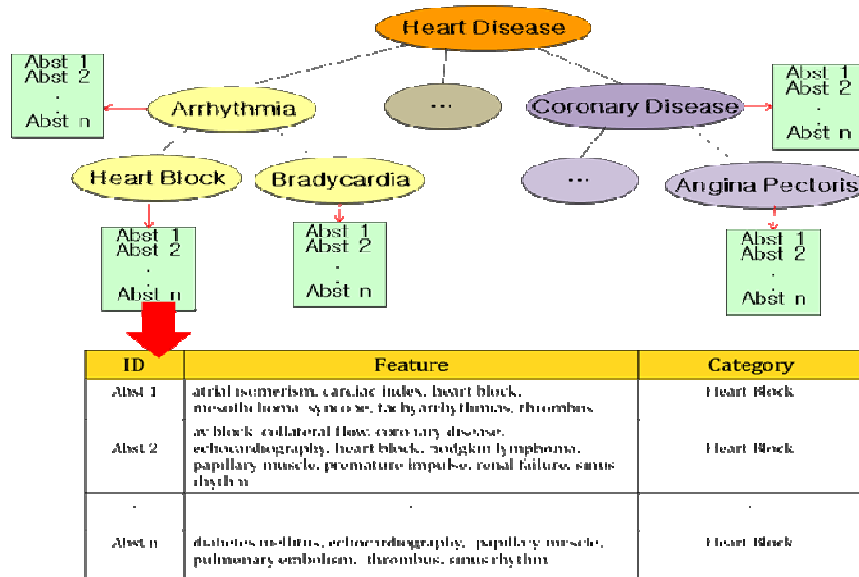 Heart Disease
Abst 1
Abst 2
.
.
Abst n
Arrhythmia
...
Coronary Disease
Abst 1
Abst 2
.
.
Abst n
Heart Block
Bradycardia
...
Angina Pectoris
Abst 1
Abst 2
.
.
Abst n
Abst 1
Abst 2
.
.
Abst n
Abst 1
Abst 2
.
.
Abst n
ID Feature Category
Abst 1 atrial isomerism, cardiac index, heart block, Heart Block
mesothelioma, syncope, tachyarrhythmias, thrombus
av block, collateral flow, coronary disease,
Abst 2 echocardiography, heart block, hodgkin lymphoma, Heart Block
papillary muscle, premature impulse, renal failure, sinus
rhythm
. . .
Abst n diabetes mellitus, echocardiography, papillary muscle, Heart Block
pulmonary embolism, thrombus, sinus rhythm